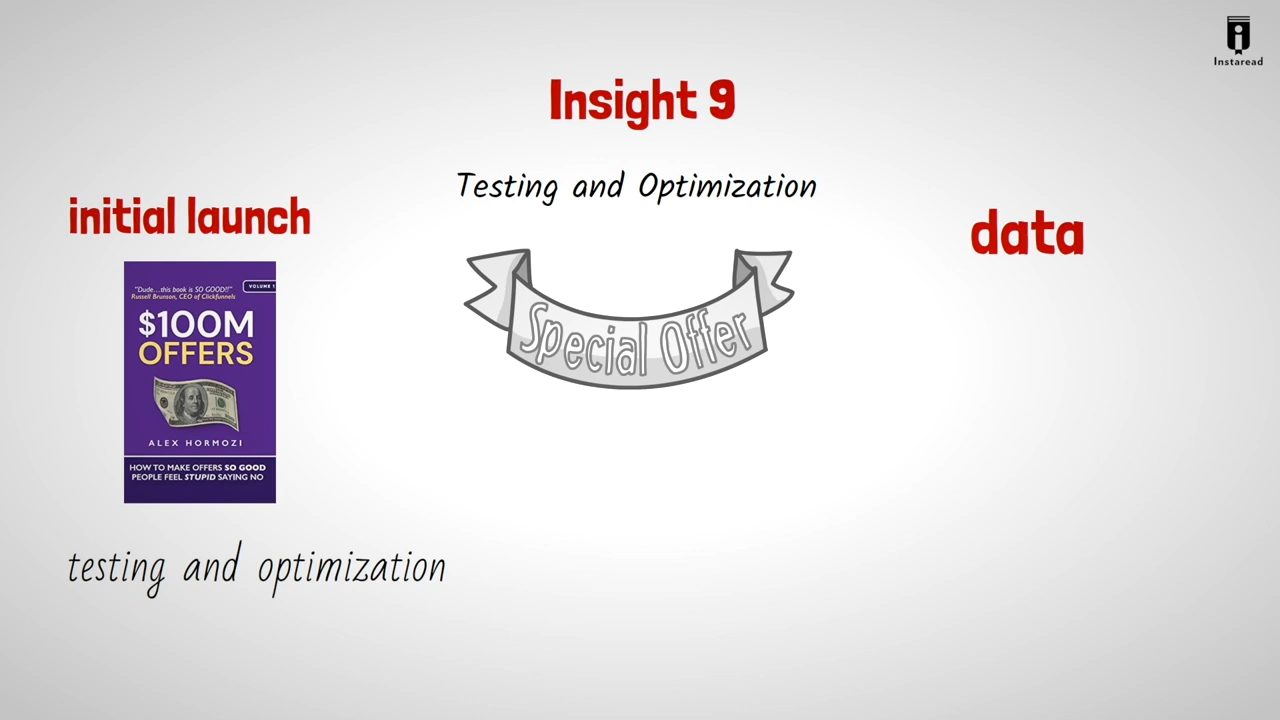 Instaread
Insight 9
Testing and Optimization
initial launch
data
"Dude...this book is SO GOOD!!"
Russell Brunson, CEO of Clickfunnels
VOLUME 1
$100M
OFFERS
ALEX HORMOZI
HOW TO MAKE OFFERS SO GOOD
PEOPLE FEEL STUPID SAYING NO
Special Offer
testing and optimization